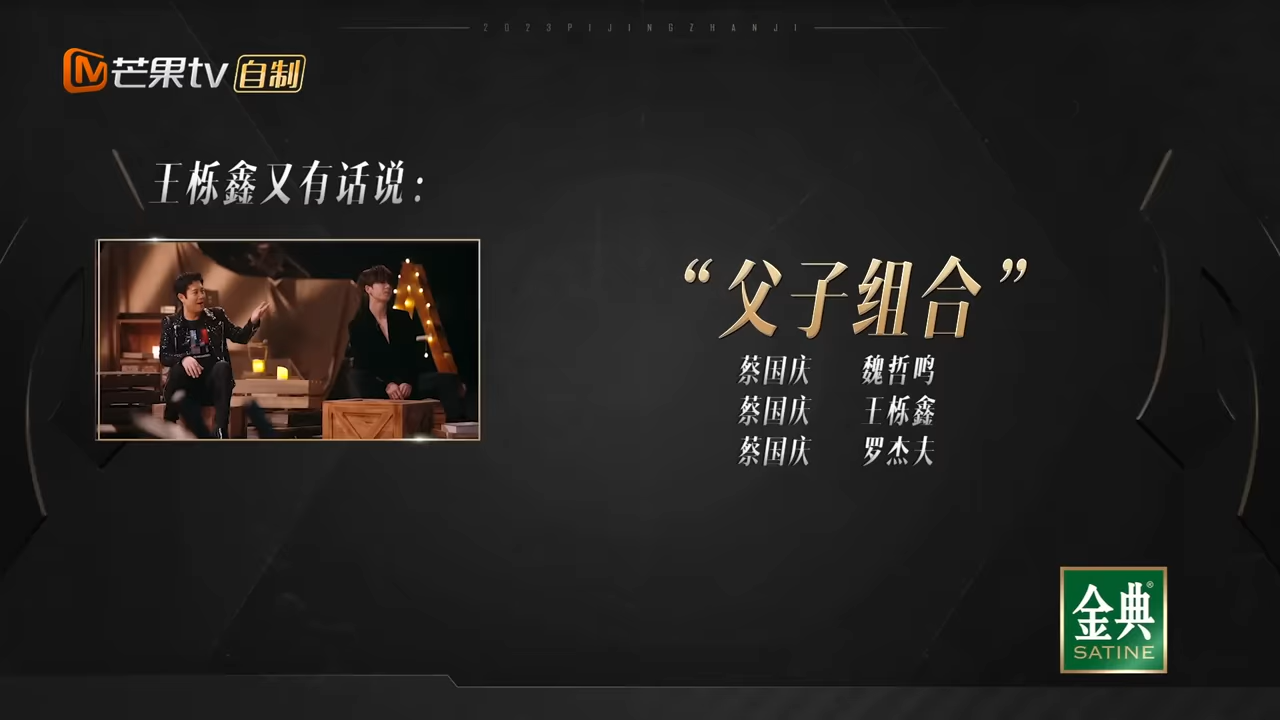 2023PIJINGZHANJI
芒果tv自制
王栎鑫又有话说：
“父子组合”
蔡国庆 魏哲鸣
蔡国庆 王栎鑫
蔡国庆 罗杰夫
金典®
SATINE